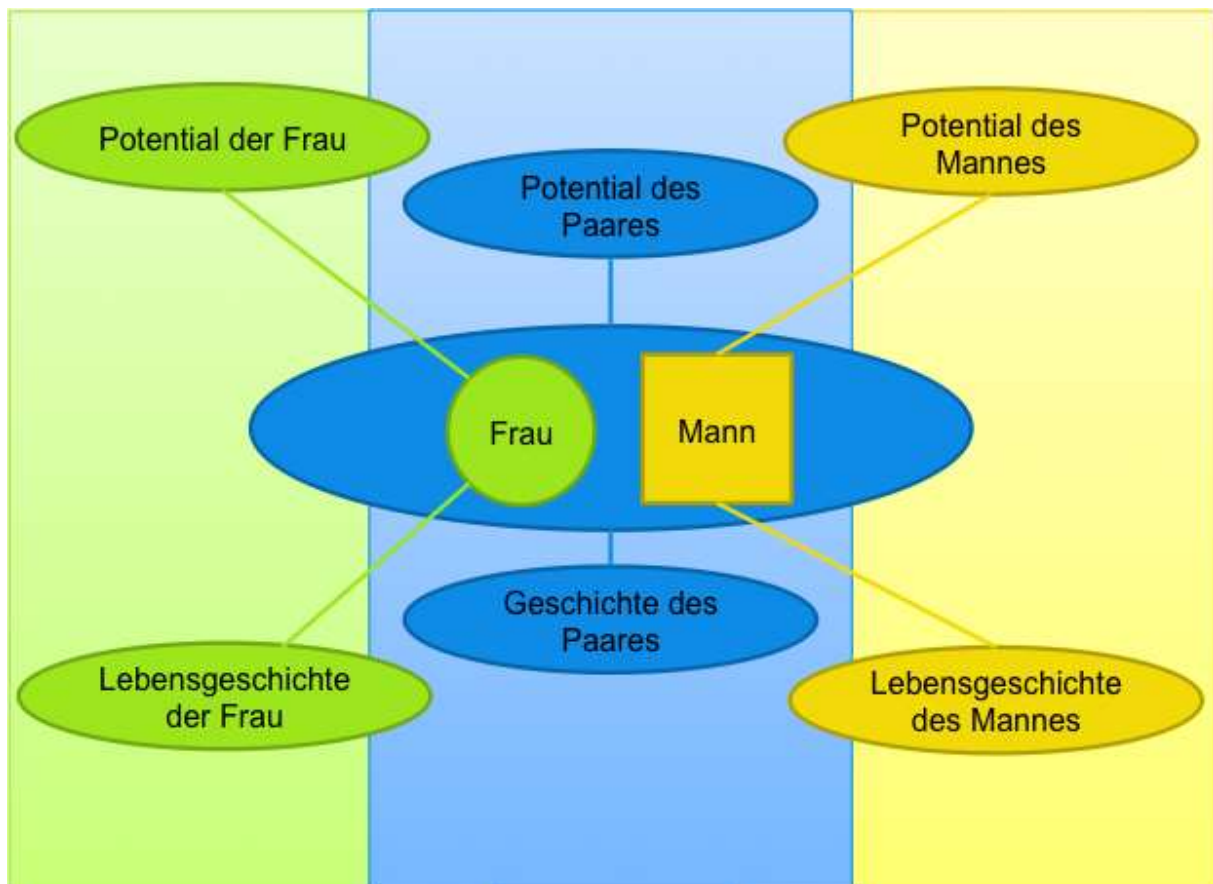 Potential der Frau
Potential des
Mannes
Potential des
Paares
Frau
Mann
Geschichte des
Paares
Lebensgeschichte
der Frau
Lebensgeschichte
des Mannes